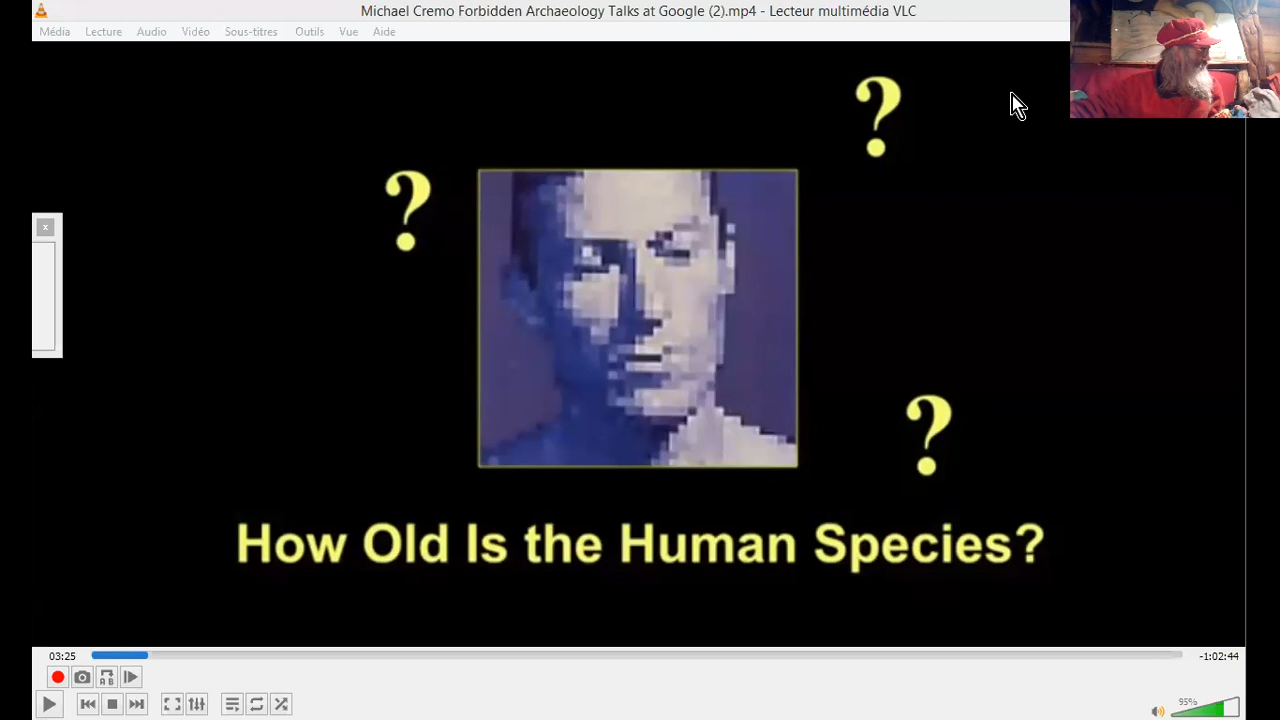 Michael Cremo Forbidden Archaeology Talks at Google (2).mp4 - Lecteur multimédia VLC
Média Lecture Audio Vidéo Sous-titres Outils Vue Aide
?
?
x
?
How Old Is the Human Species?
03:25 -1:02:44
A B
95%